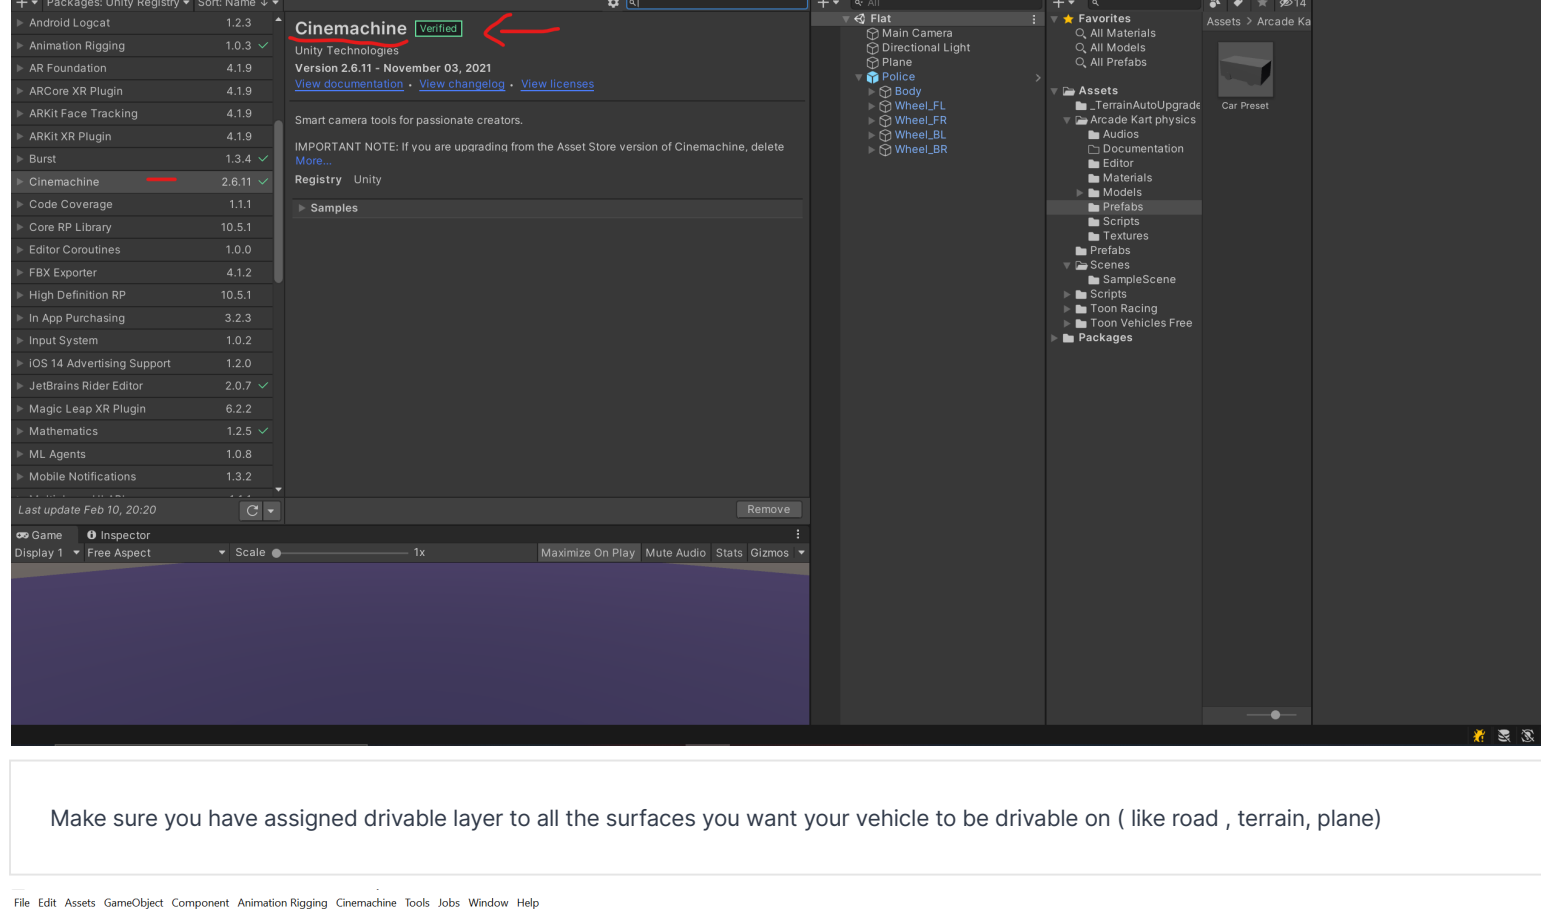 Packages: Unity Registry Sort: Name ↓
All
14
Android Logcat 1.2.3
Animation Rigging 1.0.3
AR Foundation 4.1.9
ARCore XR Plugin 4.1.9
ARKit Face Tracking 4.1.9
ARKit XR Plugin 4.1.9
Burst 1.3.4
Cinemachine 2.6.11
Code Coverage 1.1.1
Core RP Library 10.5.1
Editor Coroutines 1.0.0
FBX Exporter 4.1.2
High Definition RP 10.5.1
In App Purchasing 3.2.3
Input System 1.0.2
iOS 14 Advertising Support 1.2.0
JetBrains Rider Editor 2.0.7
Magic Leap XR Plugin 6.2.2
Mathematics 1.2.5
ML Agents 1.0.8
Mobile Notifications 1.3.2
Last update Feb 10, 20:20
Cinemachine Verified
Unity Technologies
Version 2.6.11 - November 03, 2021
View documentation • View changelog • View licenses
Smart camera tools for passionate creators.
IMPORTANT NOTE: If you are upgrading from the Asset Store version of Cinemachine, delete
More...
Registry Unity
Samples
Remove
Game Inspector
Display 1 Free Aspect Scale 1x Maximize On Play Mute Audio Stats Gizmos
Flat
Main Camera
Directional Light
Plane
Police
Body
Wheel_FL
Wheel_FR
Wheel_BL
Wheel_BR
Favorites
All Materials
All Models
All Prefabs
Assets
_TerrainAutoUpgrade
Arcade Kart physics
Audios
Documentation
Editor
Materials
Models
Prefabs
Scripts
Textures
Prefabs
Scenes
SampleScene
Scripts
Toon Racing
Toon Vehicles Free
Packages
Assets > Arcade Ka
Car Preset
Make sure you have assigned drivable layer to all the surfaces you want your vehicle to be drivable on ( like road , terrain, plane)
File Edit Assets GameObject Component Animation Rigging Cinemachine Tools Jobs Window Help